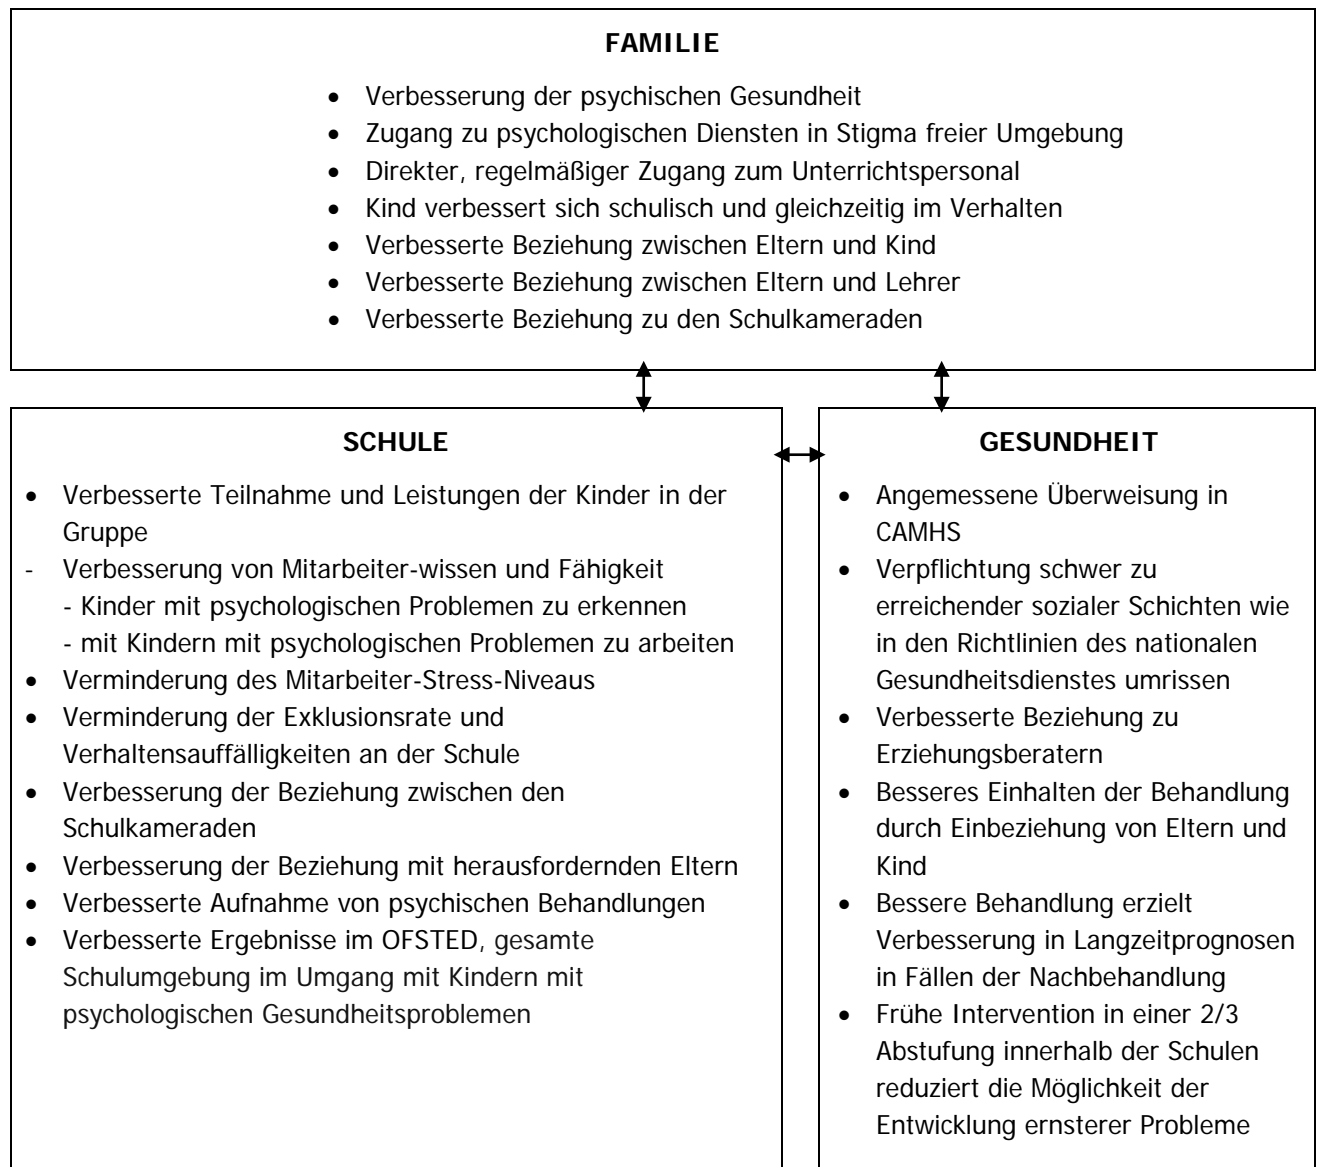 FAMILIE
• Verbesserung der psychischen Gesundheit
• Zugang zu psychologischen Diensten in Stigma freier Umgebung
• Direkter, regelmäßiger Zugang zum Unterrichtspersonal
• Kind verbessert sich schulisch und gleichzeitig im Verhalten
• Verbesserte Beziehung zwischen Eltern und Kind
• Verbesserte Beziehung zwischen Eltern und Lehrer
• Verbesserte Beziehung zu den Schulkameraden
SCHULE
• Verbesserte Teilnahme und Leistungen der Kinder in der
Gruppe
- Verbesserung von Mitarbeiter-wissen und Fähigkeit
- Kinder mit psychologischen Problemen zu erkennen
- mit Kindern mit psychologischen Problemen zu arbeiten
• Verminderung des Mitarbeiter-Stress-Niveaus
• Verminderung der Exklusionsrate und
Verhaltensauffälligkeiten an der Schule
• Verbesserung der Beziehung zwischen den
Schulkameraden
• Verbesserung der Beziehung mit herausfordernden Eltern
• Verbesserte Aufnahme von psychischen Behandlungen
• Verbesserte Ergebnisse im OFSTED, gesamte
Schulumgebung im Umgang mit Kindern mit
psychologischen Gesundheitsproblemen
GESUNDHEIT
• Angemessene Überweisung in
CAMHS
• Verpflichtung schwer zu
erreichender sozialer Schichten wie
in den Richtlinien des nationalen
Gesundheitsdienstes umrissen
• Verbesserte Beziehung zu
Erziehungsberatern
• Besseres Einhalten der Behandlung
durch Einbeziehung von Eltern und
Kind
• Bessere Behandlung erzielt
Verbesserung in Langzeitprognosen
in Fällen der Nachbehandlung
• Frühe Intervention in einer 2/3
Abstufung innerhalb der Schulen
reduziert die Möglichkeit der
Entwicklung ernsterer Probleme